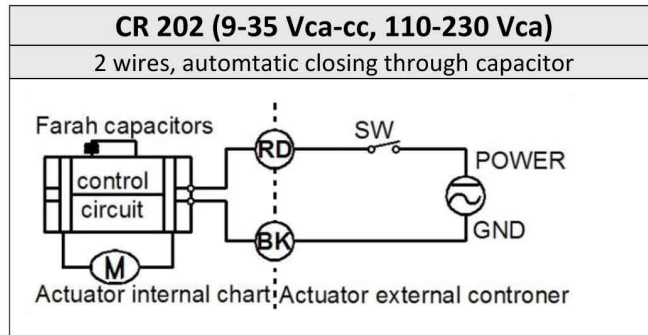 CR 202 (9-35 Vca-cc, 110-230 Vca)
2 wires, automtatic closing through capacitor
Farah capacitors
SW
RD
POWER
control
circuit
GND
BK
M
Actuator internal chart
Actuator external controner